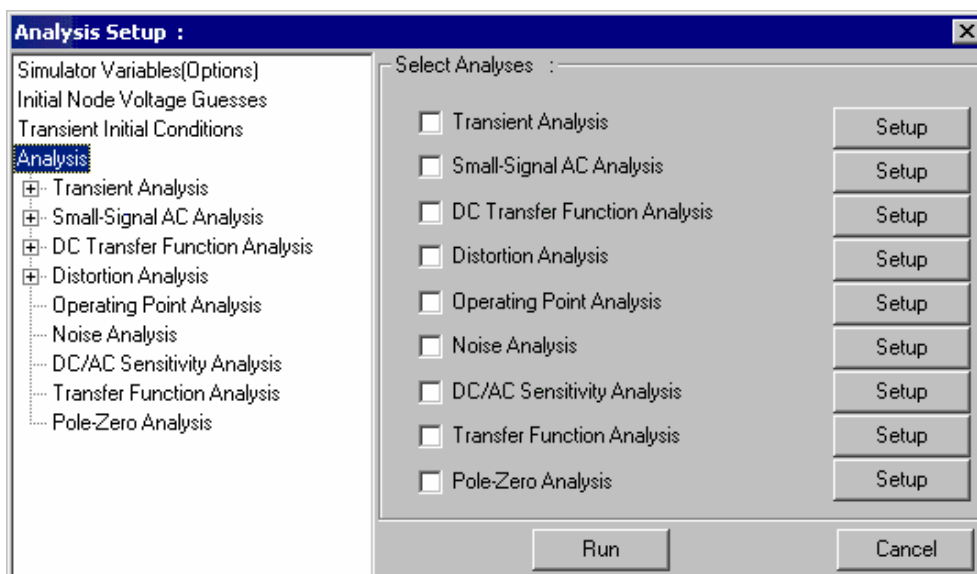 Analysis Setup :
Simulator Variables(Options)
Initial Node Voltage Guesses
Transient Initial Conditions
Analysis
Transient Analysis
Small-Signal AC Analysis
DC Transfer Function Analysis
Distortion Analysis
Operating Point Analysis
Noise Analysis
DC/AC Sensitivity Analysis
Transfer Function Analysis
Pole-Zero Analysis
Select Analyses :
Transient Analysis Setup
Small-Signal AC Analysis Setup
DC Transfer Function Analysis Setup
Distortion Analysis Setup
Operating Point Analysis Setup
Noise Analysis Setup
DC/AC Sensitivity Analysis Setup
Transfer Function Analysis Setup
Pole-Zero Analysis Setup
Run Cancel